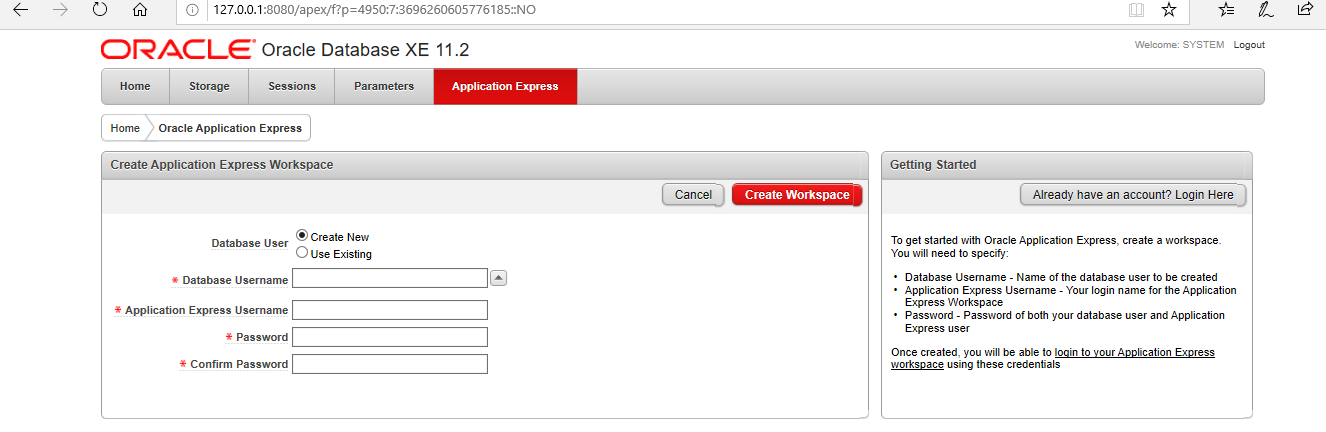 127.0.0.1:8080/apex/f?p=4950:7:3696260605776185::NO
ORACLE Oracle Database XE 11.2
Welcome: SYSTEM Logout
Home Storage Sessions Parameters Application Express
Home Oracle Application Express
Create Application Express Workspace
Cancel Create Workspace
Database User Create New
Use Existing
* Database Username
* Application Express Username
* Password
* Confirm Password
Getting Started
Already have an account? Login Here
To get started with Oracle Application Express, create a workspace.
You will need to specify:
• Database Username - Name of the database user to be created
• Application Express Username - Your login name for the Application
Express Workspace
• Password - Password of both your database user and Application
Express user
Once created, you will be able to login to your Application Express
workspace using these credentials